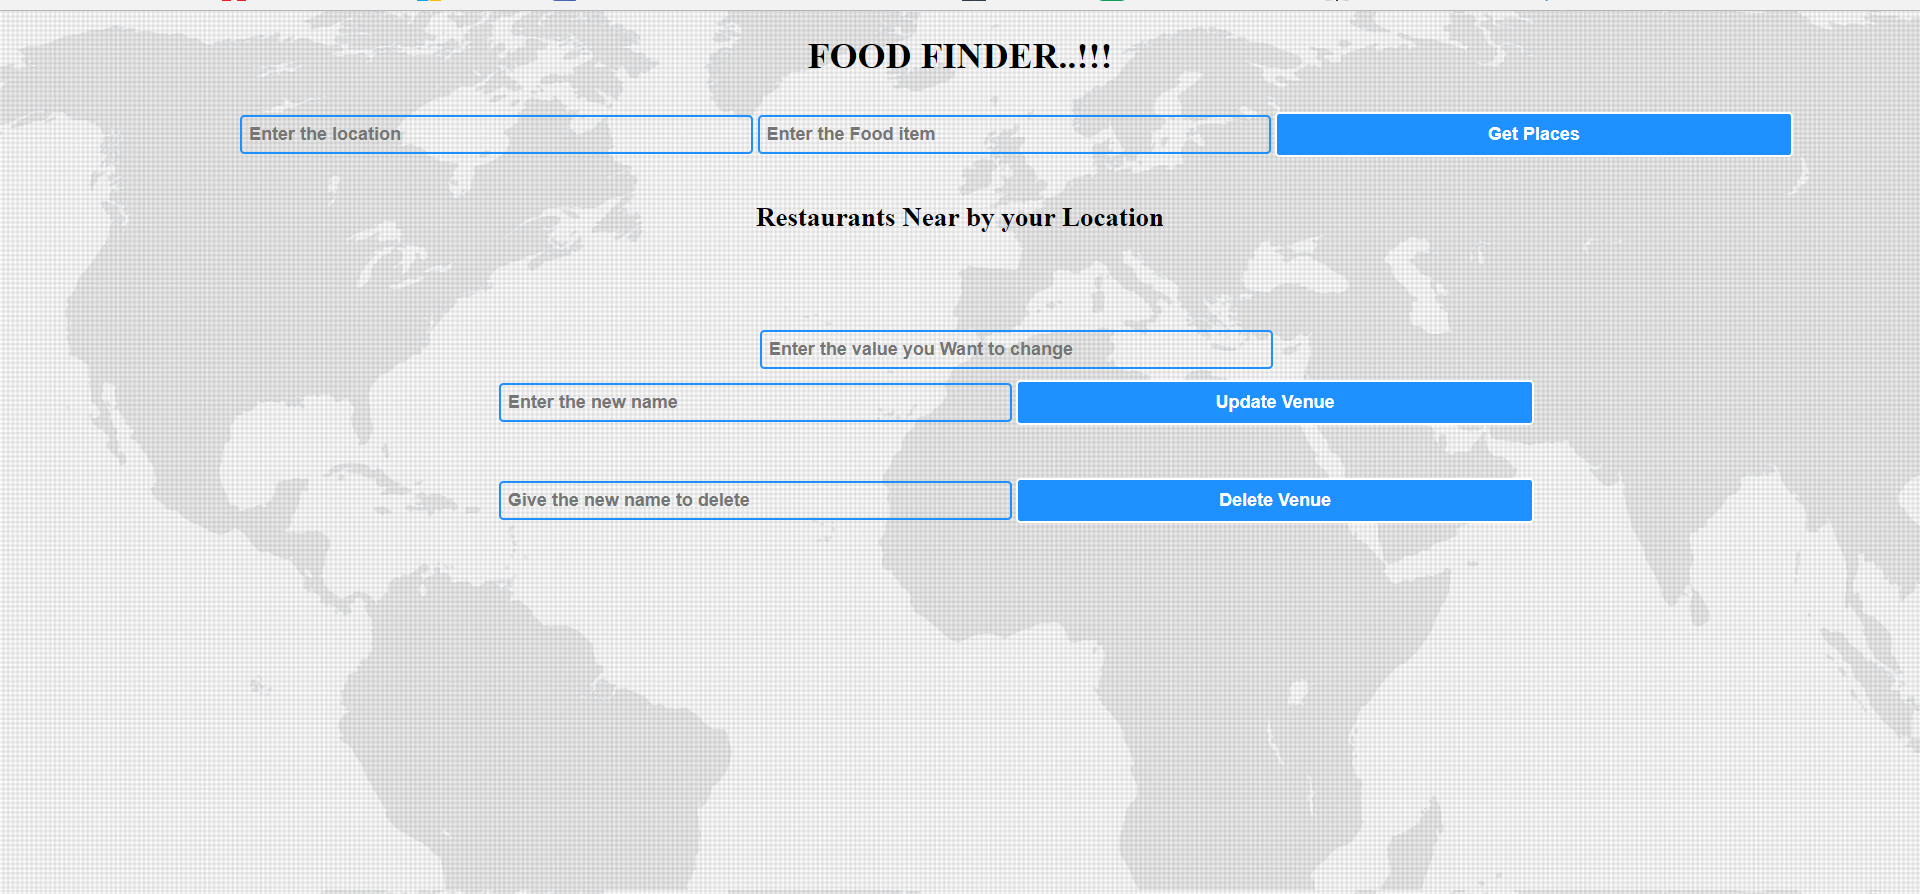 FOOD FINDER..!!!
Enter the location Enter the Food item Get Places
Restaurants Near by your Location
Enter the value you Want to change
Enter the new name Update Venue
Give the new name to delete Delete Venue